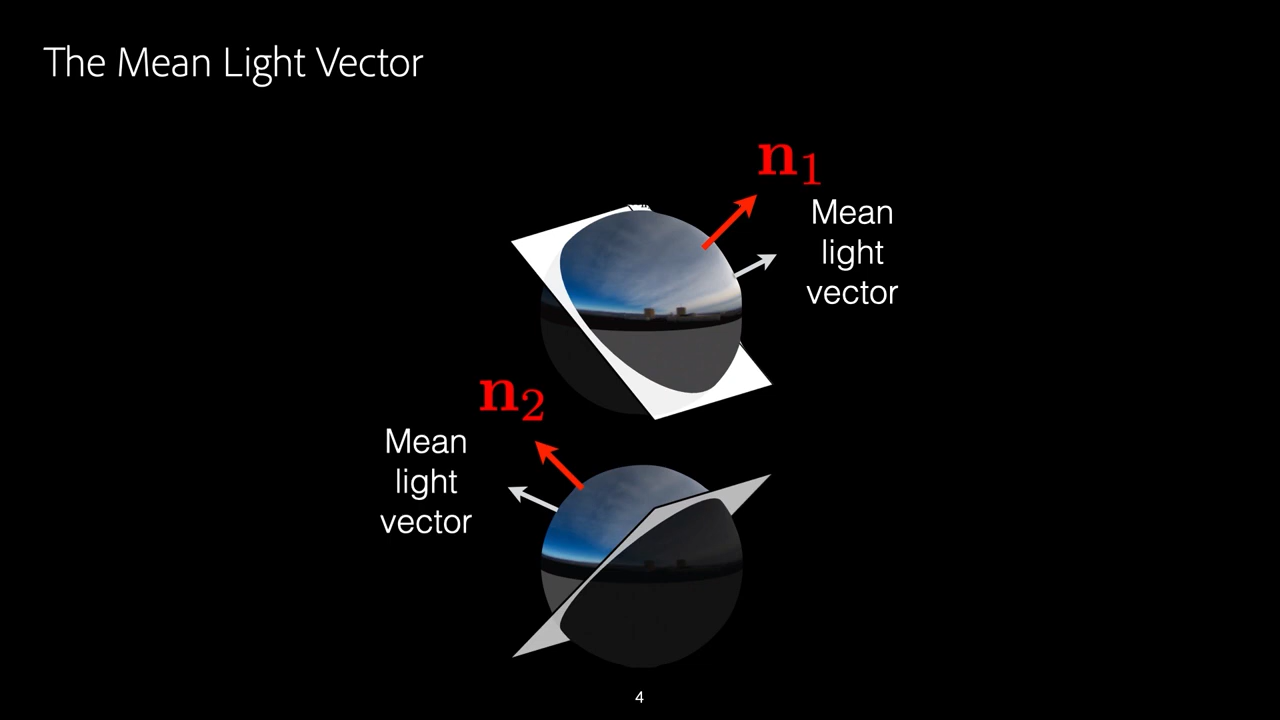 The Mean Light Vector
n₁
Mean
light
vector
n₂
Mean
light
vector
4